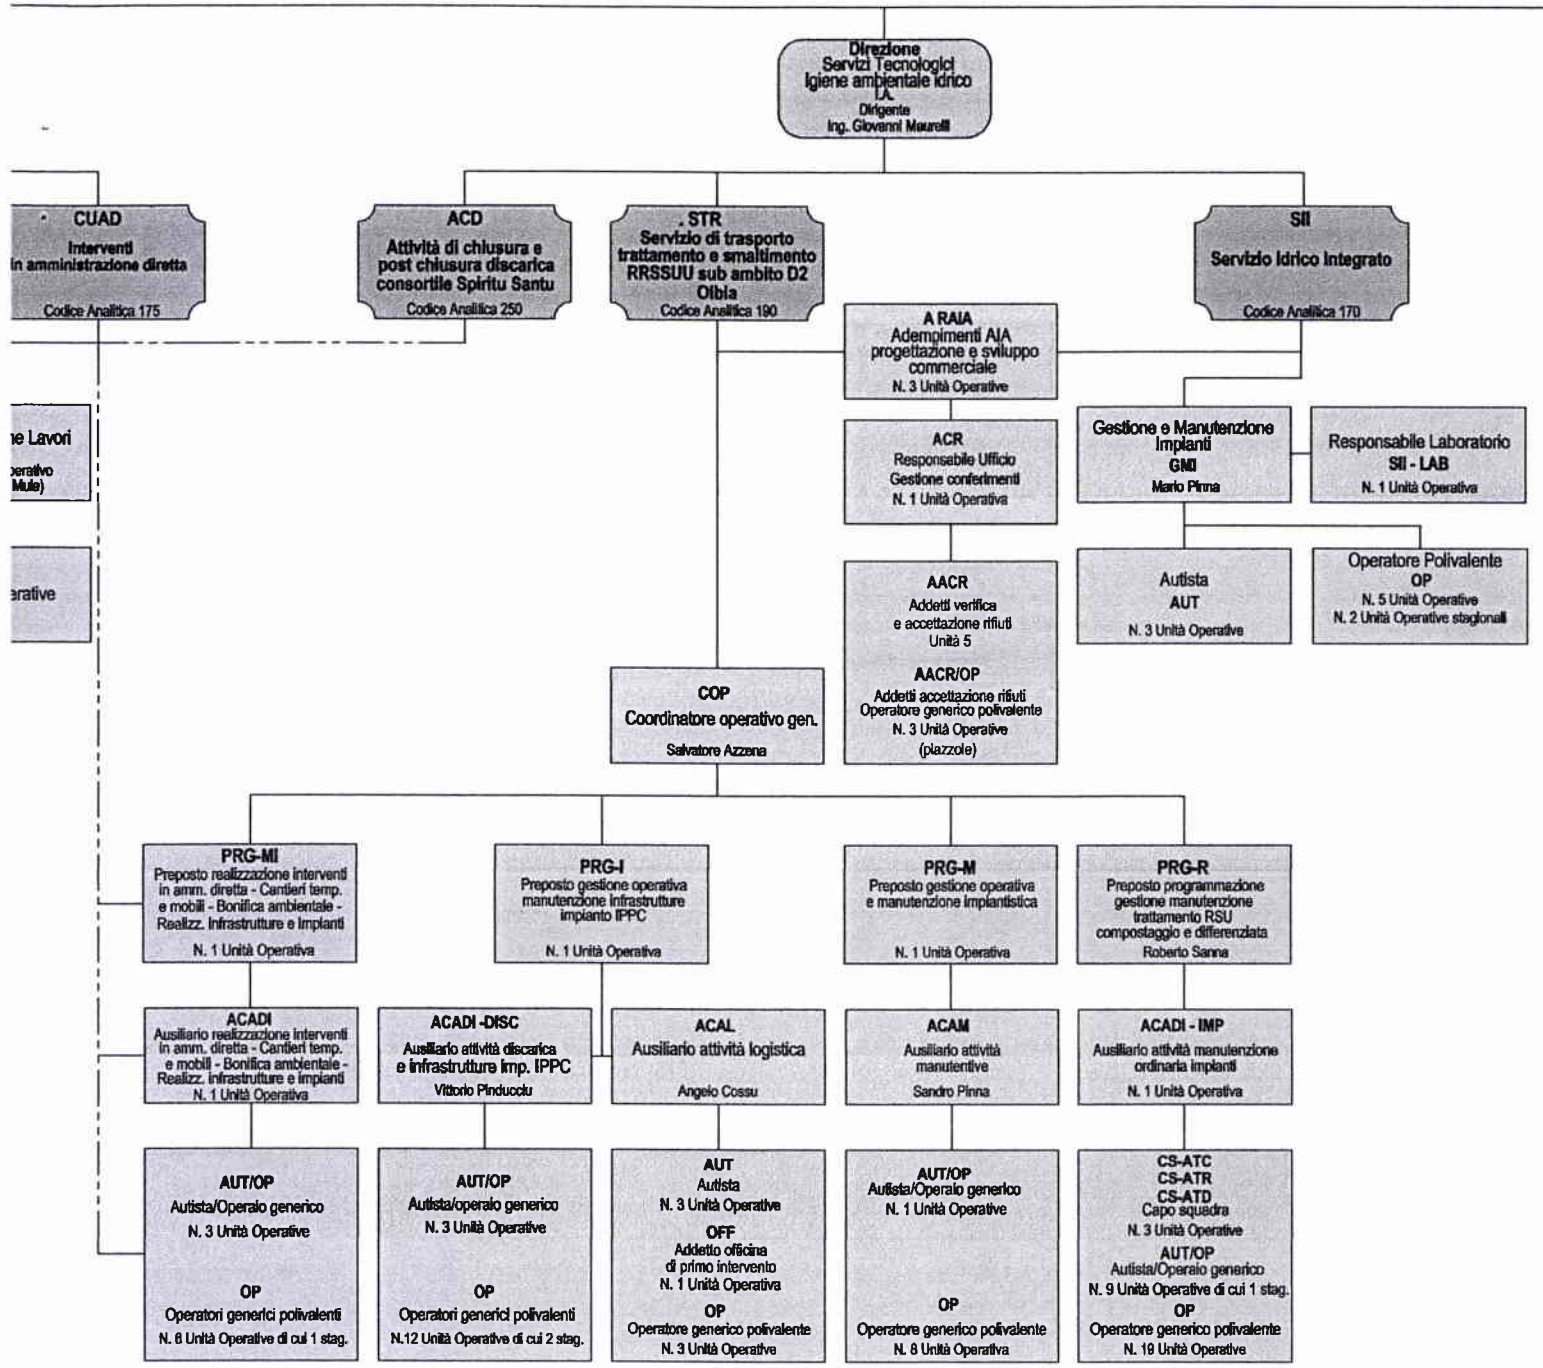 Direzione
Servizi Tecnologici
Igiene ambientale idrico
I.A.
Dirigente
Ing. Giovanni Maurelli
CUAD
Interventi
in amministrazione diretta
Codice Analitica 175
ACD
Attività di chiusura e
post chiusura discarica
consortile Spiritu Santu
Codice Analitica 250
. STR
Servizio di trasporto
trattamento e smaltimento
RRSSUU sub ambito D2
Olbia
Codice Analitica 190
SII
Servizio Idrico Integrato
Codice Analitica 170
A RAIA
Adempimenti AIA
progettazione e sviluppo
commerciale
N. 3 Unità Operative
ne Lavori
perativo
Mule)
erative
ACR
Responsabile Ufficio
Gestione conferimenti
N. 1 Unità Operativa
Gestione e Manutenzione
Impianti
GMI
Mario Pinna
Responsabile Laboratorio
SII - LAB
N. 1 Unità Operativa
AACR
Addetti verifica
e accettazione rifiuti
Unità 5
AACR/OP
Addetti accettazione rifiuti
Operatore generico polivalente
N. 3 Unità Operative
(piazzole)
Autista
AUT
N. 3 Unità Operative
Operatore Polivalente
OP
N. 5 Unità Operative
N. 2 Unità Operative stagionali
COP
Coordinatore operativo gen.
Salvatore Azzena
PRG-MI
Preposto realizzazione interventi
in amm. diretta - Cantieri temp.
e mobili - Bonifica ambientale -
Realizz. Infrastrutture e Impianti
N. 1 Unità Operativa
PRG-I
Preposto gestione operativa
manutenzione infrastrutture
impianto IPPC
N. 1 Unità Operativa
PRG-M
Preposto gestione operativa
e manutenzione impiantistica
N. 1 Unità Operativa
PRG-R
Preposto programmazione
gestione manutenzione
trattamento RSU
compostaggio e differenziata
Roberto Sanna
ACADI
Ausiliario realizzazione interventi
in amm. diretta - Cantieri temp.
e mobili - Bonifica ambientale -
Realizz. infrastrutture e impianti
N. 1 Unità Operativa
ACADI -DISC
Ausiliario attività discarica
e infrastrutture imp. IPPC
Vittorio Pinducciu
ACAL
Ausiliario attività logistica
Angelo Cossu
ACAM
Ausiliario attività
manutentive
Sandro Pinna
ACADI - IMP
Ausiliario attività manutenzione
ordinaria impianti
N. 1 Unità Operativa
AUT/OP
Autista/Operaio generico
N. 3 Unità Operative
OP
Operatori generici polivalenti
N. 6 Unità Operative di cui 1 stag.
AUT/OP
Autista/operaio generico
N. 3 Unità Operative
OP
Operatori generici polivalenti
N.12 Unità Operative di cui 2 stag.
AUT
Autista
N. 3 Unità Operative
OFF
Addetto officina
di primo intervento
N. 1 Unità Operativa
OP
Operatore generico polivalente
N. 3 Unità Operative
AUT/OP
Autista/Operaio generico
N. 1 Unità Operative
OP
Operatore generico polivalente
N. 8 Unità Operativa
CS-ATC
CS-ATR
CS-ATD
Capo squadra
N. 3 Unità Operative
AUT/OP
Autista/Operaio generico
N. 9 Unità Operative di cui 1 stag.
OP
Operatore generico polivalente
N. 19 Unità Operative